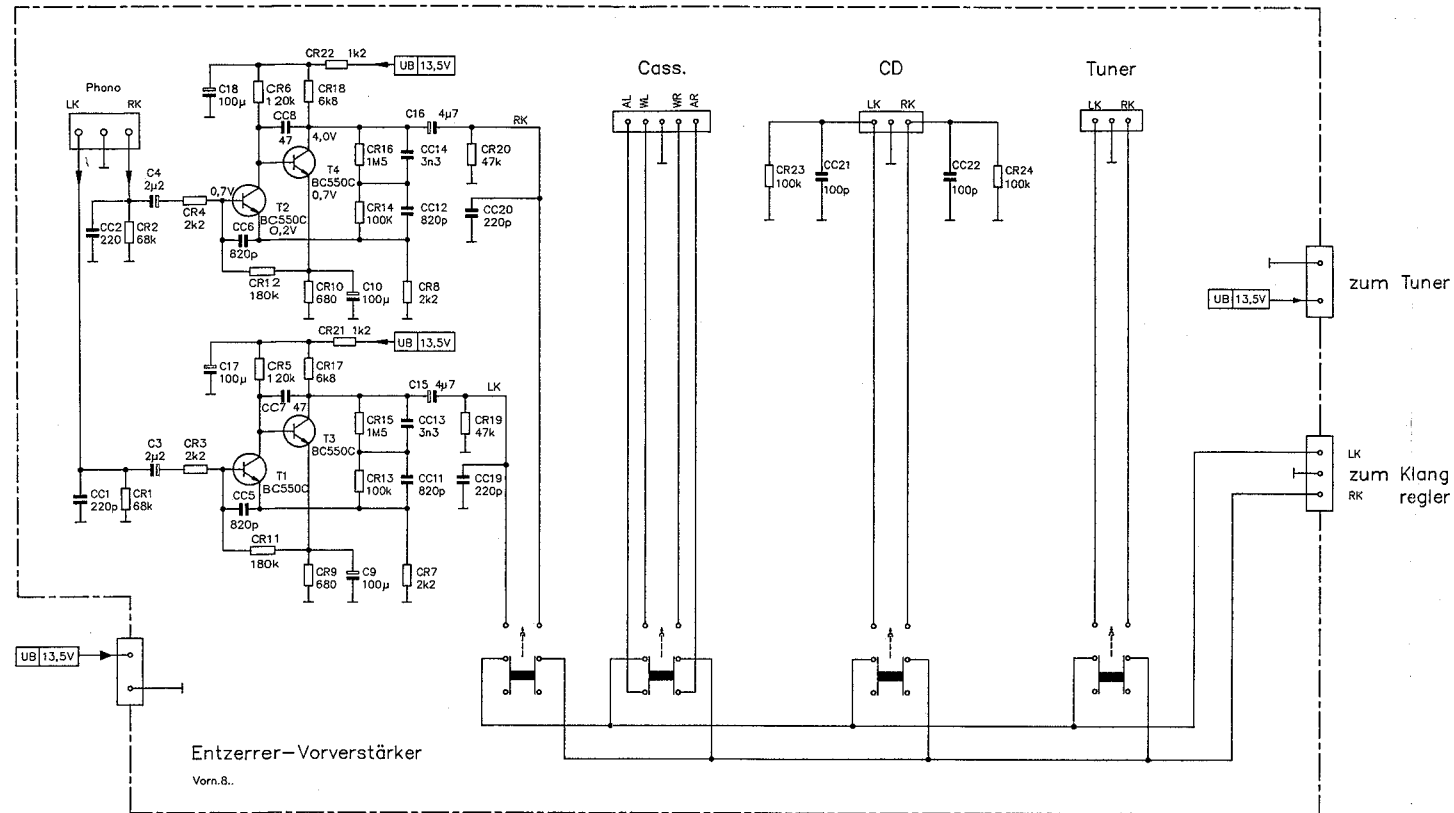 CR22 1k2
UB 13,5V
Phono
LK RK
C18
100µ
CR6
120k
CR18
6k8
CC8
47
4,0V
C16 4µ7
RK
CR16
1M5
CC14
3n3
CR20
47k
T4
BC550C
0,7V
C4
2µ2
0,7V
CR4
2k2
T2
BC550C
0,2V
CR14
100K
CC12
820p
CC20
220p
CC2
220
CR2
68k
CC6
820p
CR12
180k
CR10
680
C10
100µ
CR8
2k2
CR21 1k2
UB 13,5V
C17
100µ
CR5
120k
CR17
6k8
CC7 47
C15 4µ7
LK
CR15
1M5
CC13
3n3
CR19
47k
T3
BC550C
C3
2µ2
CR3
2k2
T1
BC550C
CR13
100k
CC11
820p
CC19
220p
CC1
220p
CR1
68k
CC5
820p
CR11
180k
CR9
680
C9
100µ
CR7
2k2
Cass.
AL WL WR AR
CD
LK RK
CR23
100k
CC21
100p
CC22
100p
CR24
100k
Tuner
LK RK
zum Tuner
UB 13,5V
LK
zum Klang
regler
RK
UB 13,5V
Entzerrer-Vorverstärker
Vorn.8..